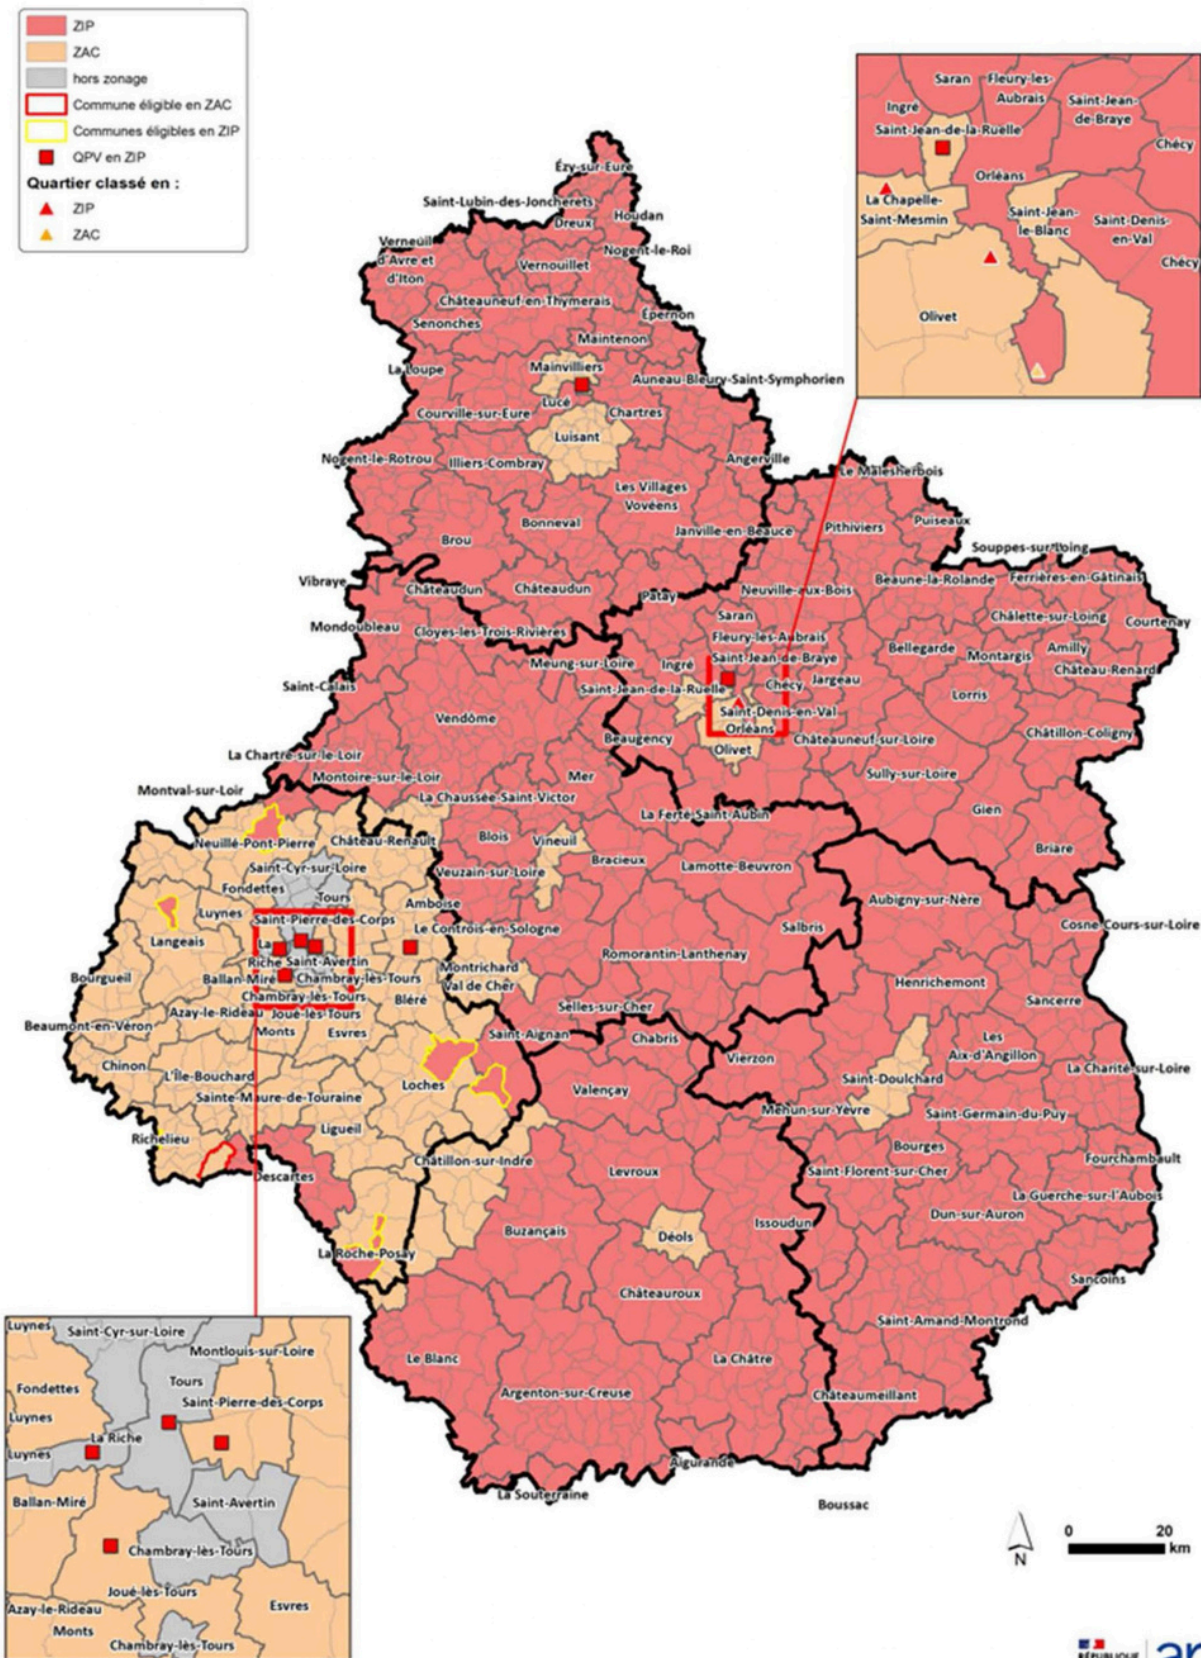 ZIP
ZAC
hors zonage
Commune éligible en ZAC
Communes éligibles en ZIP
QPV en ZIP
Quartier classé en :
ZIP
ZAC
Saran
Fleury-les-
Aubrais
Saint-Jean-
de-Braye
Ingré
Saint-Jean-de-la-Ruelle
Chécy
Orléans
La Chapelle-
Saint-Mesmin
Saint-Jean-
le-Blanc
Saint-Denis-
en-Val
Chécy
Olivet
Ézy-sur-Eure
Saint-Lubin-des-Joncherets
Houdan
Dreux
Verneuil
d'Avre et
d'Iton
Nogent-le-Roi
Vernouillet
Châteauneuf-en-Thymerais
Épernon
Senonches
Maintenon
La Loupe
Mainvilliers
Auneau-Bleury-Saint-Symphorien
Lucé
Courville-sur-Eure
Chartres
Luisant
Nogent-le-Rotrou
Illiers-Combray
Angerville
Le Malesherbois
Les Villages
Vovéens
Bonneval
Janville-en-Beauce
Pithiviers
Puiseaux
Brou
Souppes-sur-Loing
Vibraye
Châteaudun
Châteaudun
Patay
Neuville-aux-Bois
Beaune-la-Rolande
Ferrières-en-Gâtinais
Mondoubleau
Cloyes-les-Trois-Rivières
Saran
Châlette-sur-Loing
Courtenay
Fleury-les-Aubrais
Meung-sur-Loire
Ingré
Saint-Jean-de-Braye
Bellegarde
Montargis
Amilly
Château-Renard
Saint-Calais
Saint-Jean-de-la-Ruelle
Chécy
Jargeau
Lorris
Vendôme
Saint-Denis-en-Val
Orléans
Beaugency
Olivet
Châteauneuf-sur-Loire
Châtillon-Coligny
La Chartre-sur-le-Loir
Montoire-sur-le-Loir
Mer
Sully-sur-Loire
Montval-sur-Loir
La Chaussée-Saint-Victor
La Ferté-Saint-Aubin
Gien
Neuillé-Pont-Pierre
Château-Renault
Blois
Vineuil
Briare
Saint-Cyr-sur-Loire
Bracieux
Lamotte-Beuvron
Veuzain-sur-Loire
Fondettes
Tours
Amboise
Aubigny-sur-Nère
Luynes
Saint-Pierre-des-Corps
Le Controis-en-Sologne
Salbris
Cosne-Cours-sur-Loire
Langeais
La
Riche
Saint-Avertin
Romorantin-Lanthenay
Bourgueil
Ballan-Miré
Chambray-lès-Tours
Montrichard
Val de Cher
Henrichemont
Chambray-lès-Tours
Bléré
Selles-sur-Cher
Sancerre
Azay-le-Rideau
Joué-lès-Tours
Beaumont-en-Véron
Monts
Esvres
Saint-Aignan
Chabris
Les
Aix-d'Angillon
Chinon
Vierzon
La Charité-sur-Loire
L'Île-Bouchard
Loches
Saint-Doulchard
Valençay
Sainte-Maure-de-Touraine
Mehun-sur-Yèvre
Saint-Germain-du-Puy
Richelieu
Ligueil
Bourges
Châtillon-sur-Indre
Fourchambault
Descartes
Levroux
Saint-Florent-sur-Cher
La Guerche-sur-l'Aubois
Dun-sur-Auron
Buzançais
Issoudun
Déols
La Roche-Posay
Sancoins
Châteauroux
Saint-Amand-Montrond
Le Blanc
La Châtre
Argenton-sur-Creuse
Châteaumeillant
Aigurande
La Souterraine
Boussac
Luynes
Saint-Cyr-sur-Loire
Montlouis-sur-Loire
Fondettes
Tours
Saint-Pierre-des-Corps
Luynes
La Riche
Luynes
Ballan-Miré
Saint-Avertin
Chambray-lès-Tours
Joué-lès-Tours
Azay-le-Rideau
Esvres
Monts
Chambray-lès-Tours
0 20
km
N
RÉPUBLIQUE
ar